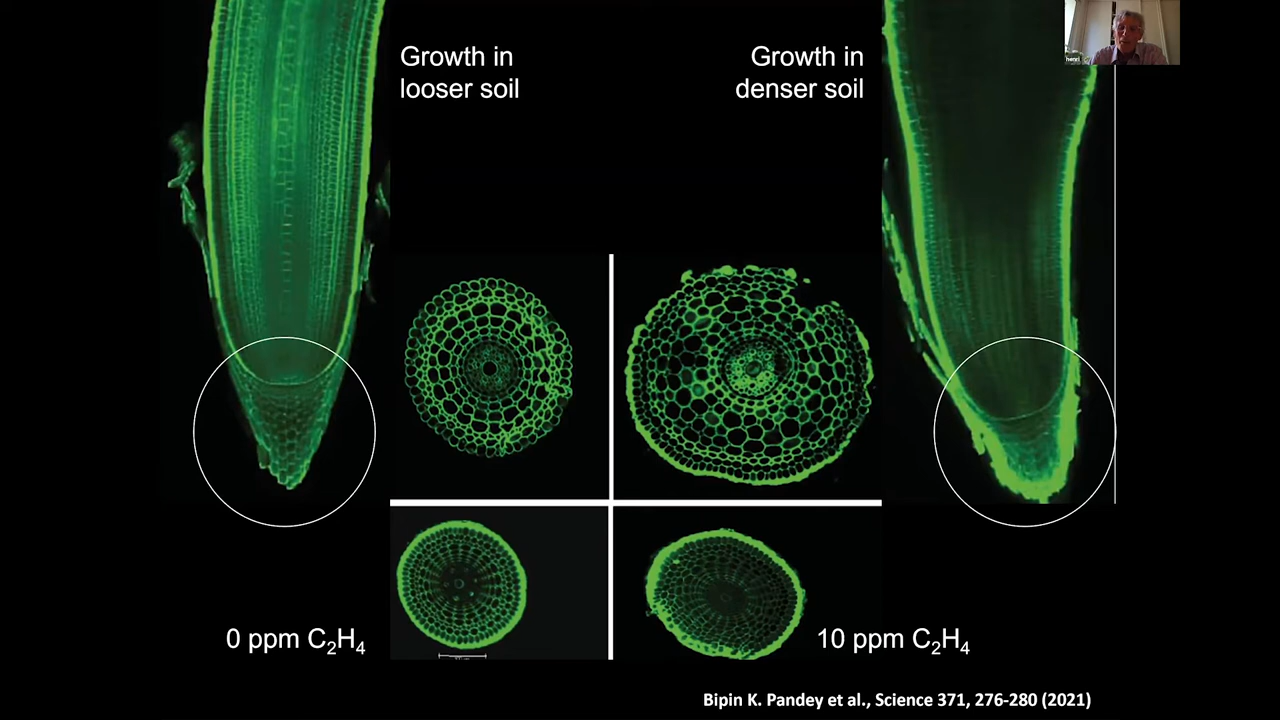 Growth in
looser soil
Growth in
denser soil
henri
0 ppm C₂H₄
10 ppm C₂H₄
Bipin K. Pandey et al., Science 371, 276-280 (2021)